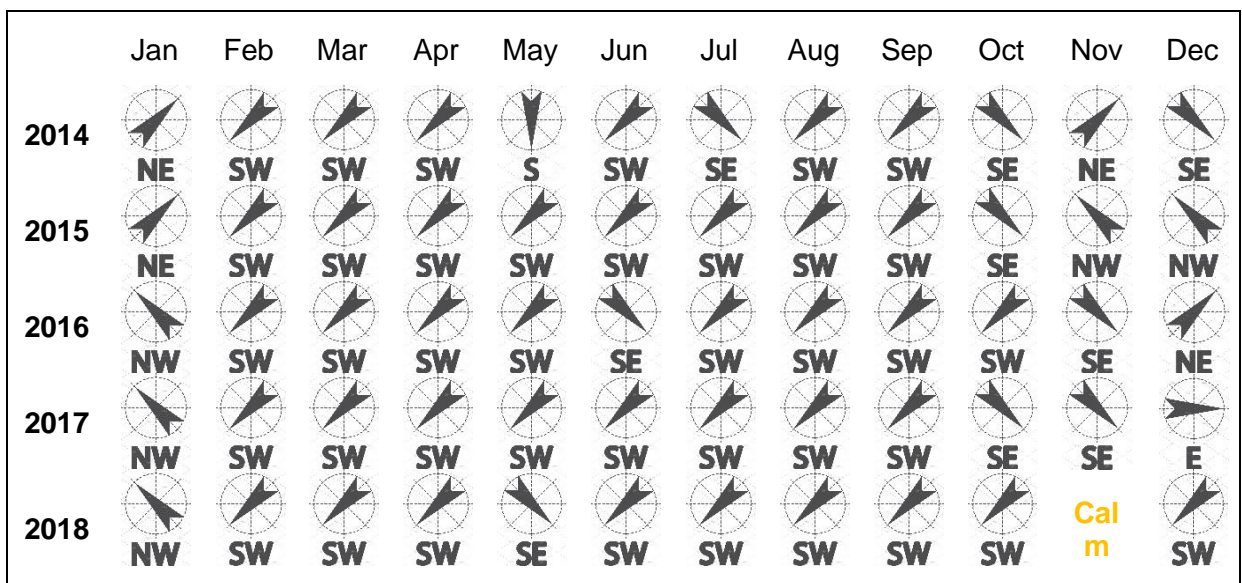 Jan Feb Mar Apr May Jun Jul Aug Sep Oct Nov Dec
2014
NE SW SW SW S SW SE SW SW SE NE SE
2015
NE SW SW SW SW SW SW SW SW SE NW NW
2016
NW SW SW SW SW SE SW SW SW SW SE NE
2017
NW SW SW SW SW SW SW SW SW SE SE E
2018
Cal
m
NW SW SW SW SE SW SW SW SW SW SW